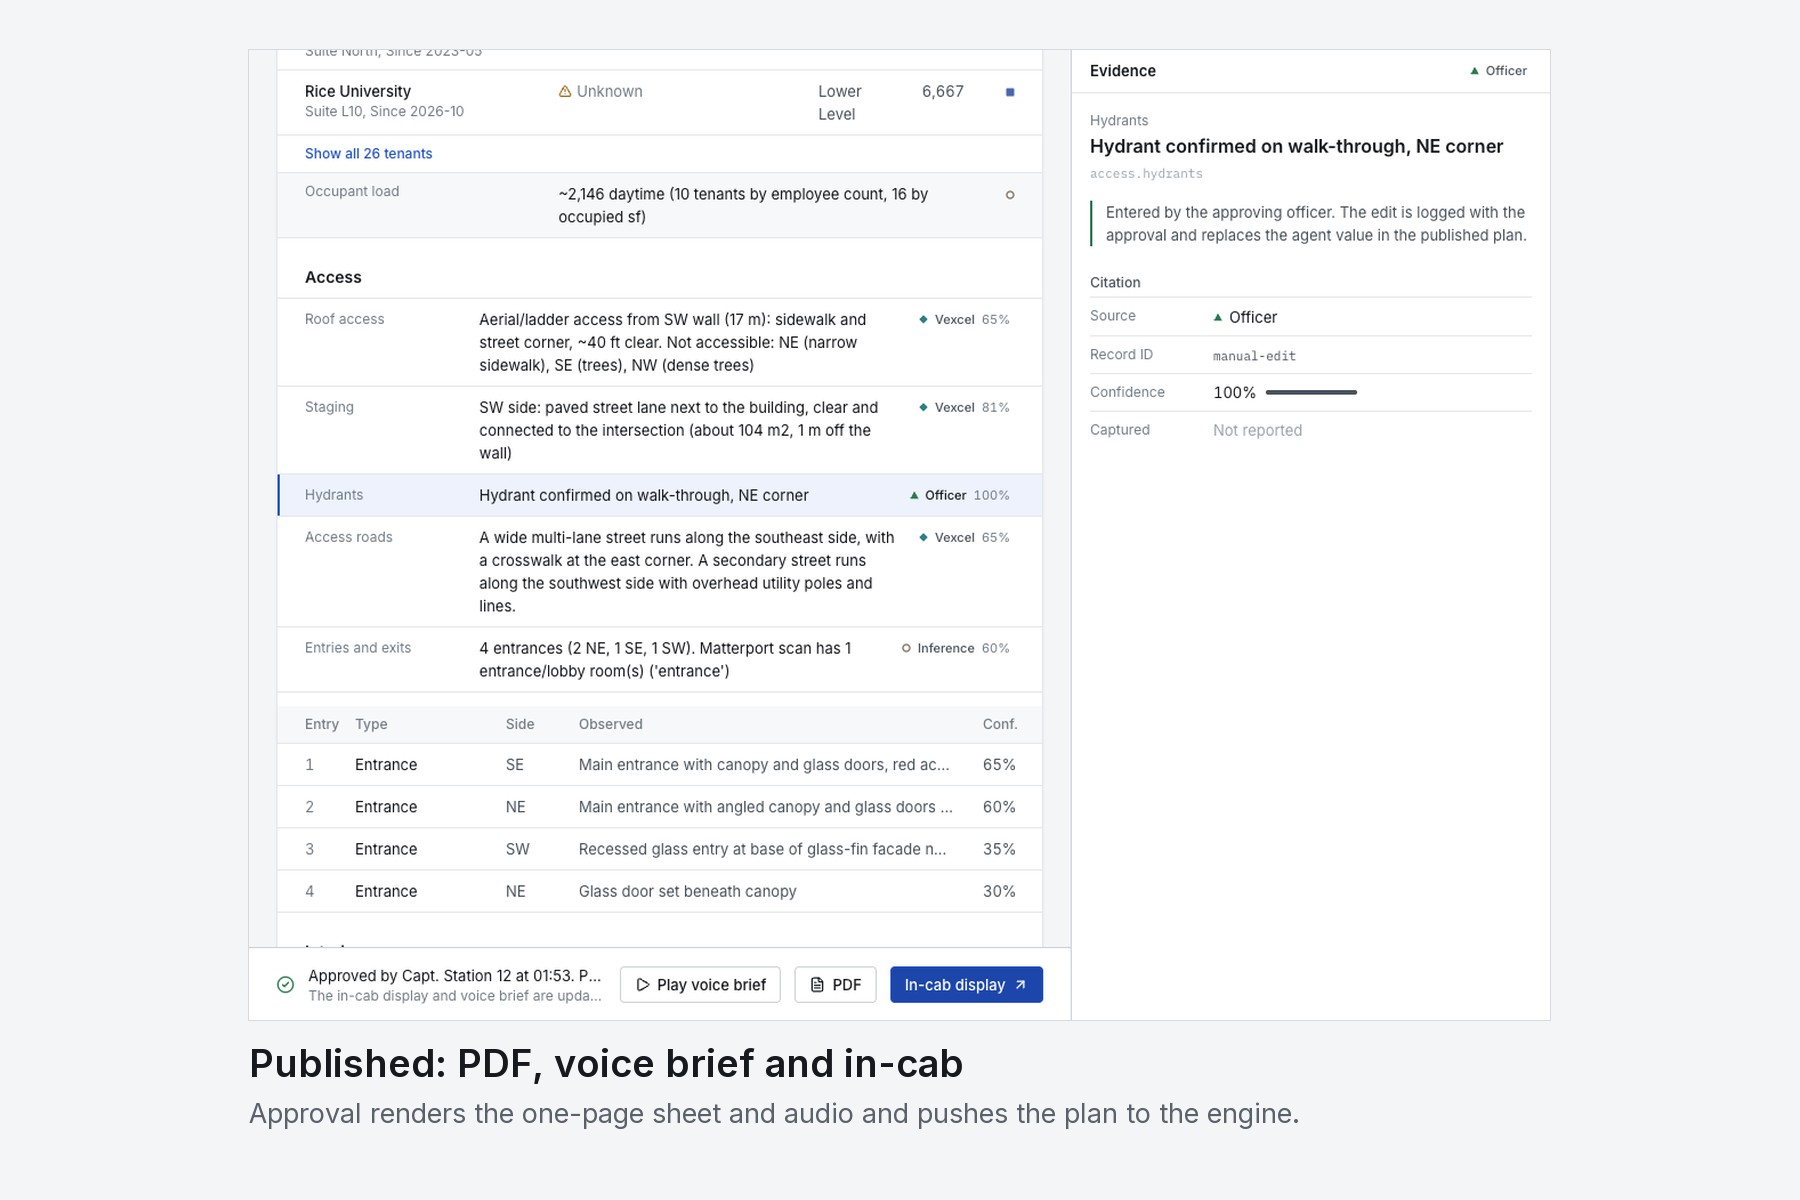 Suite North, Since 2023-05
Rice University
Unknown
Lower
Level
6,667
Suite L10, Since 2026-10
Show all 26 tenants
Occupant load
~2,146 daytime (10 tenants by employee count, 16 by
occupied sf)
Access
Roof access
Aerial/ladder access from SW wall (17 m): sidewalk and
street corner, ~40 ft clear. Not accessible: NE (narrow
sidewalk), SE (trees), NW (dense trees)
Vexcel 65%
Staging
SW side: paved street lane next to the building, clear and
connected to the intersection (about 104 m2, 1 m off the
wall)
Vexcel 81%
Hydrants
Hydrant confirmed on walk-through, NE corner
Officer 100%
Access roads
A wide multi-lane street runs along the southeast side, with
a crosswalk at the east corner. A secondary street runs
along the southwest side with overhead utility poles and
lines.
Vexcel 65%
Entries and exits
4 entrances (2 NE, 1 SE, 1 SW). Matterport scan has 1
entrance/lobby room(s) ('entrance')
Inference 60%
Entry Type Side Observed Conf.
1 Entrance SE Main entrance with canopy and glass doors, red ac... 65%
2 Entrance NE Main entrance with angled canopy and glass doors ... 60%
3 Entrance SW Recessed glass entry at base of glass-fin facade n... 35%
4 Entrance NE Glass door set beneath canopy 30%
Approved by Capt. Station 12 at 01:53. P...
The in-cab display and voice brief are upda...
Play voice brief
PDF
In-cab display
Evidence
Officer
Hydrants
Hydrant confirmed on walk-through, NE corner
access.hydrants
Entered by the approving officer. The edit is logged with the
approval and replaces the agent value in the published plan.
Citation
Source Officer
Record ID manual-edit
Confidence 100%
Captured Not reported
Published: PDF, voice brief and in-cab
Approval renders the one-page sheet and audio and pushes the plan to the engine.